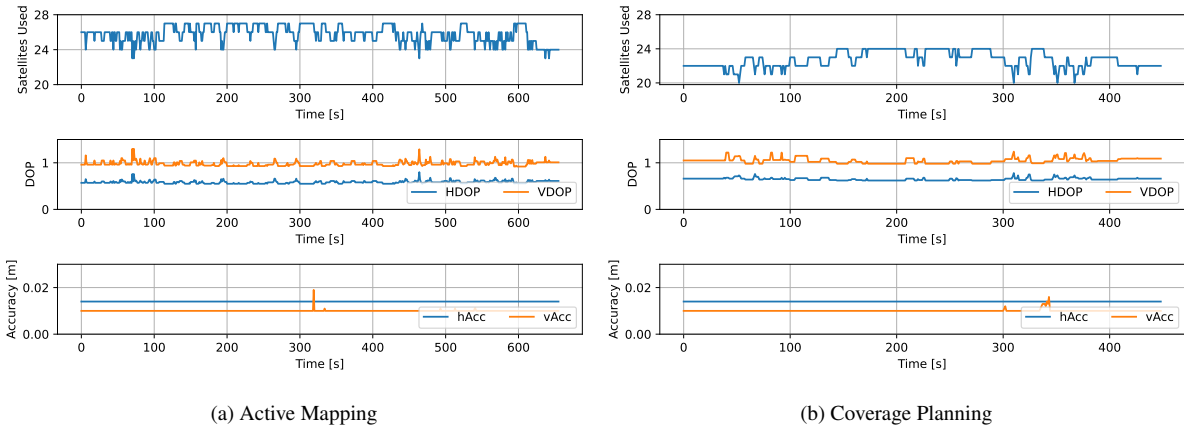 28
24
20
Satellites Used
0 100 200 300 400 500 600
Time [s]
1
0
DOP
HDOP VDOP
0 100 200 300 400 500 600
Time [s]
0.02
0.00
Accuracy [m]
hAcc vAcc
0 100 200 300 400 500 600
Time [s]
(a) Active Mapping
28
24
20
Satellites Used
0 100 200 300 400
Time [s]
1
0
DOP
HDOP VDOP
0 100 200 300 400
Time [s]
0.02
0.00
Accuracy [m]
hAcc vAcc
0 100 200 300 400
Time [s]
(b) Coverage Planning